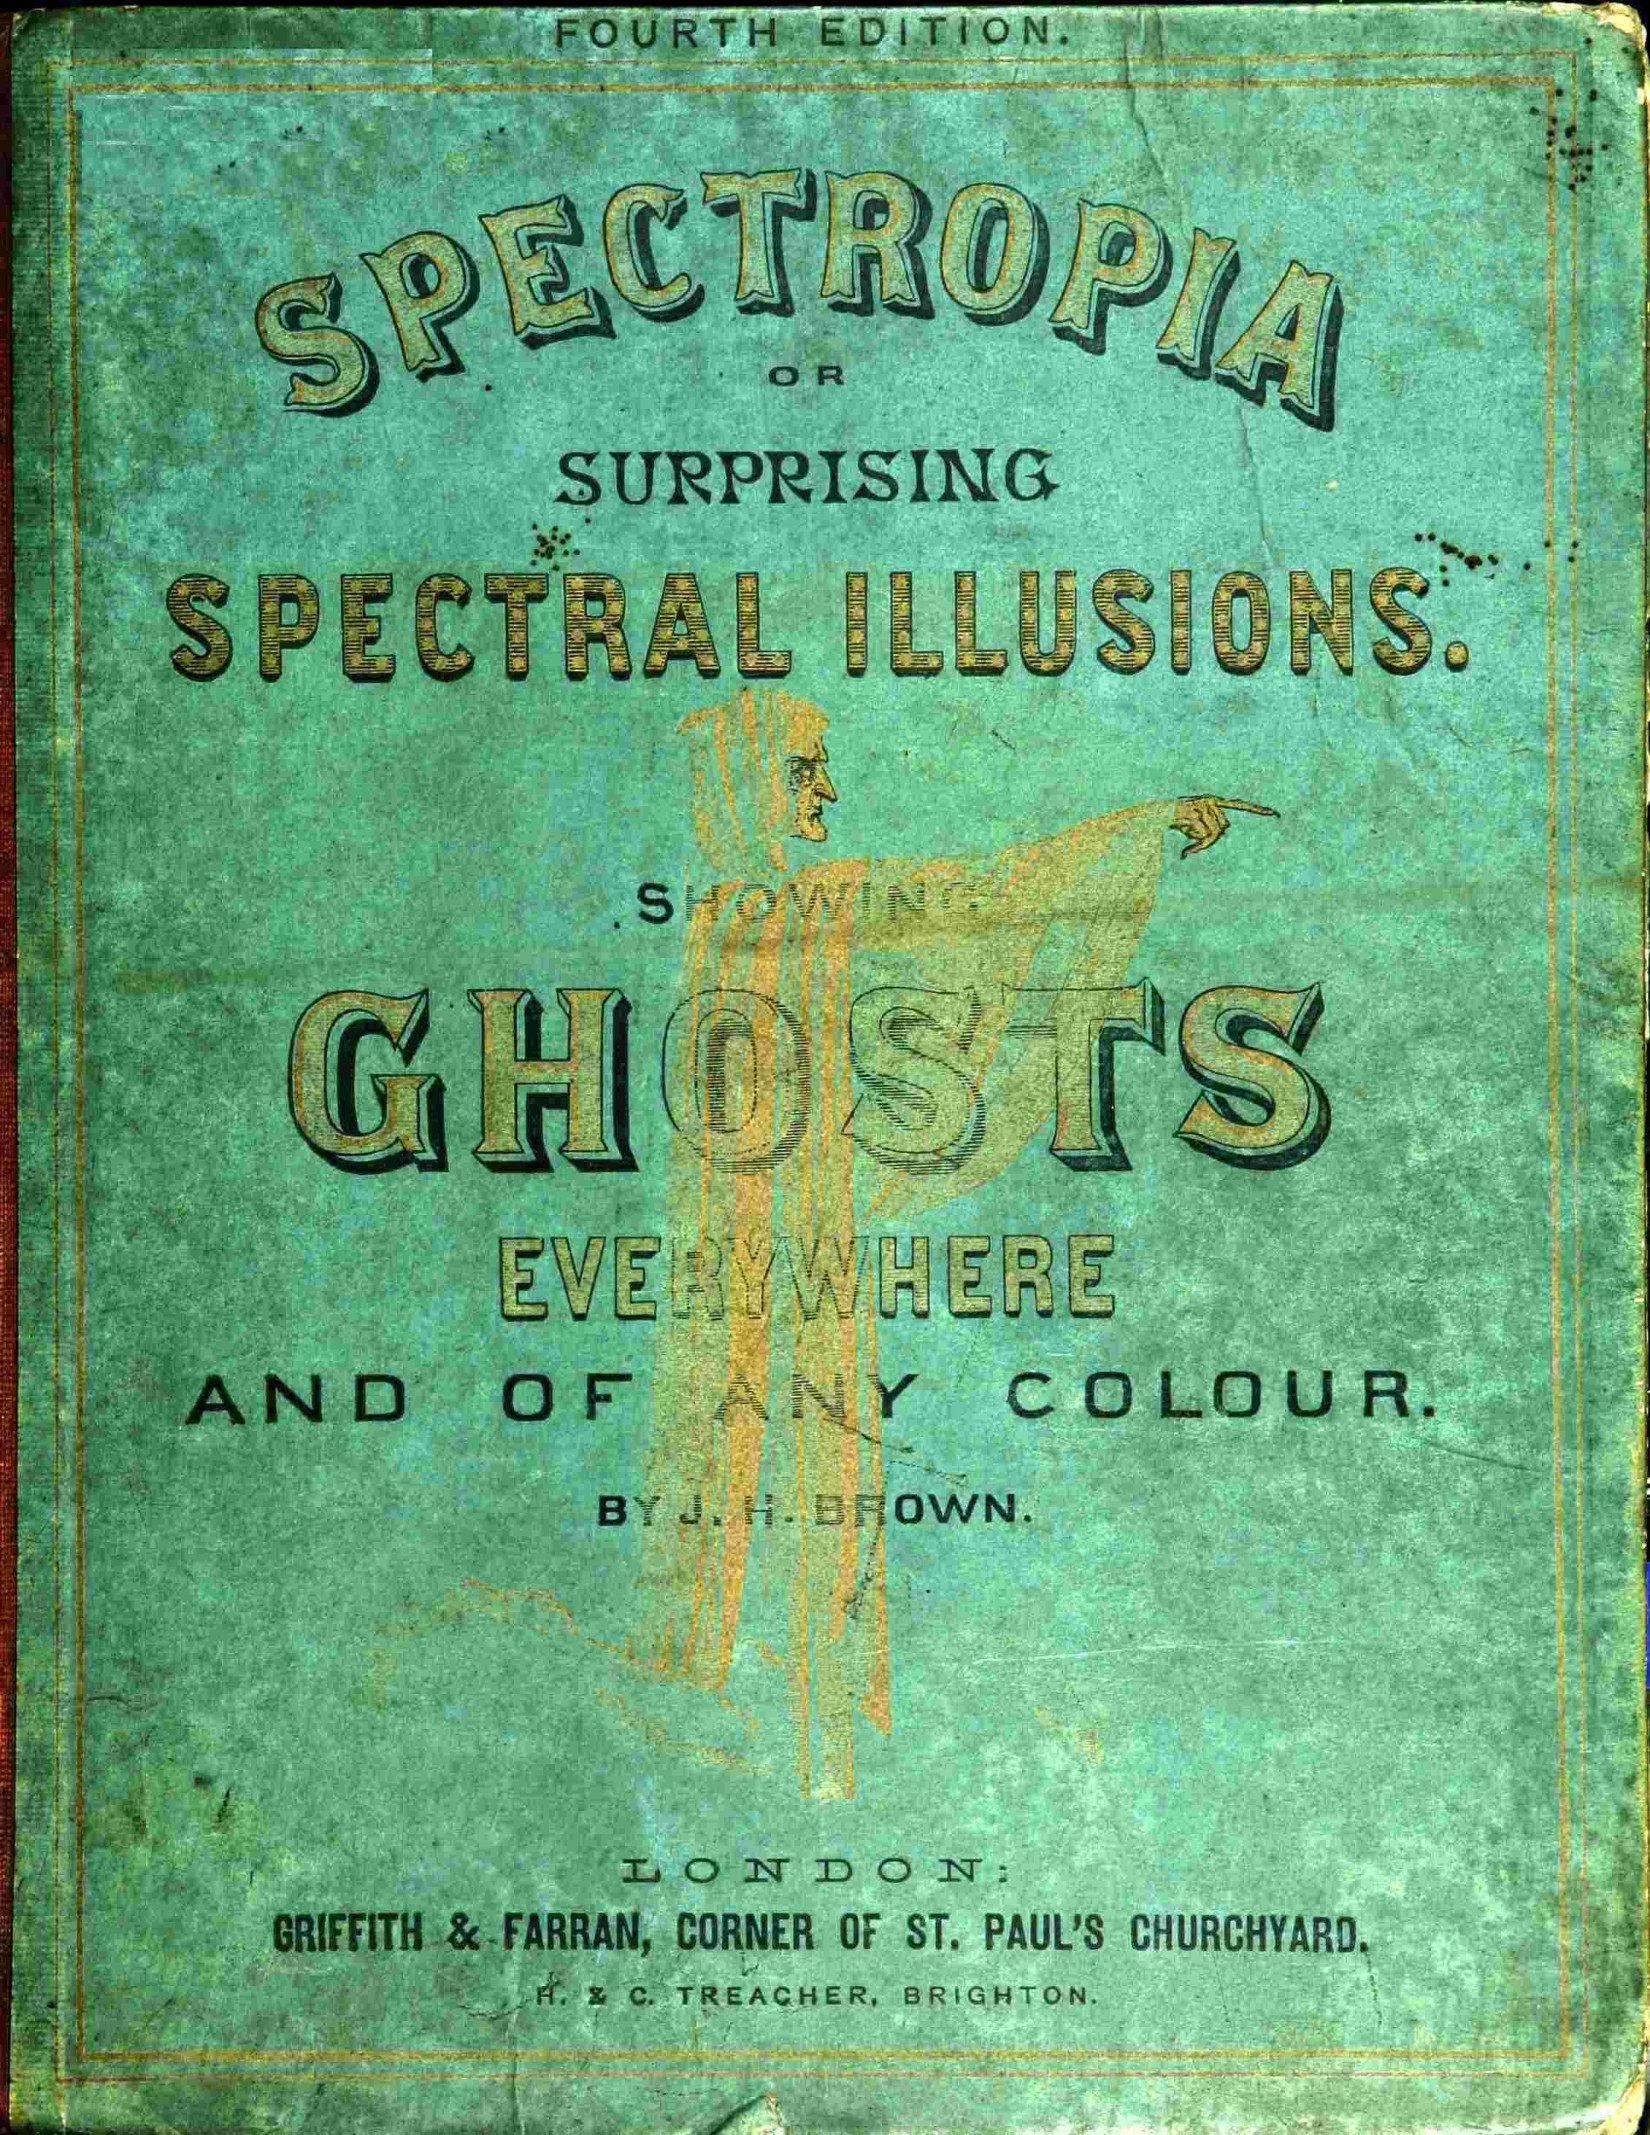 FOURTH EDITION.
SPECTROPIA
OR
SURPRISING
SPECTRAL ILLUSIONS.
SHOWING
GHOSTS
EVERYWHERE
AND OF ANY COLOUR.
BY J. H. BROWN.
LONDON:
GRIFFITH & FARRAN, CORNER OF ST. PAUL'S CHURCHYARD.
H. & C. TREACHER, BRIGHTON.